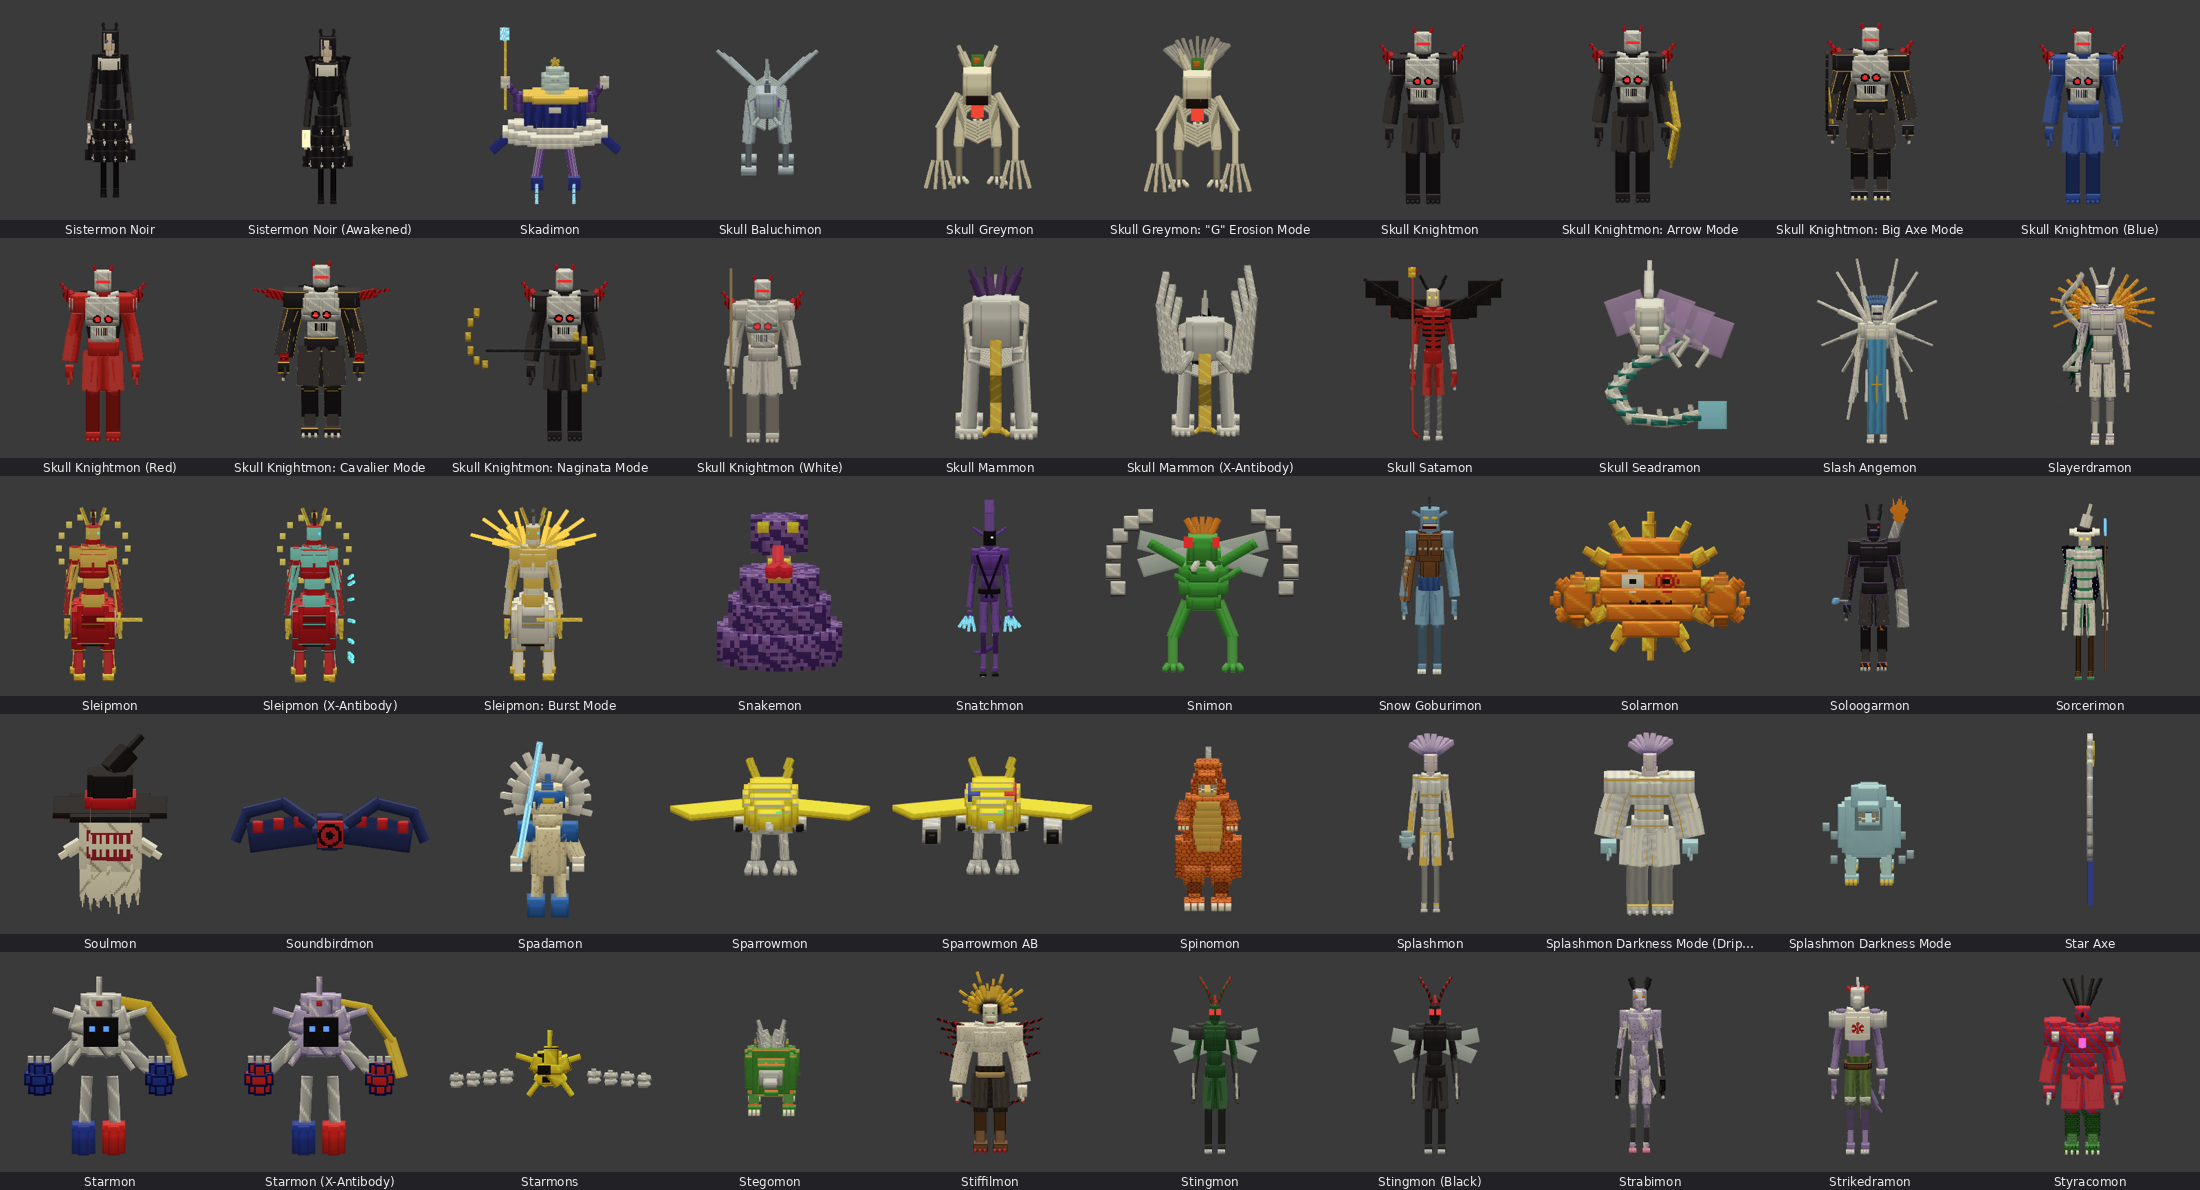 Sistermon Noir
Sistermon Noir (Awakened)
Skadimon
Skull Baluchimon
Skull Greymon
Skull Greymon: "G" Erosion Mode
Skull Knightmon
Skull Knightmon: Arrow Mode
Skull Knightmon: Big Axe Mode
Skull Knightmon (Blue)
Skull Knightmon (Red)
Skull Knightmon: Cavalier Mode
Skull Knightmon: Naginata Mode
Skull Knightmon (White)
Skull Mammon
Skull Mammon (X-Antibody)
Skull Satamon
Skull Seadramon
Slash Angemon
Slayerdramon
Sleipmon
Sleipmon (X-Antibody)
Sleipmon: Burst Mode
Snakemon
Snatchmon
Snimon
Snow Goburimon
Solarmon
Soloogarmon
Sorcerimon
Soulmon
Soundbirdmon
Spadamon
Sparrowmon
Sparrowmon AB
Spinomon
Splashmon
Splashmon Darkness Mode (Drip...
Splashmon Darkness Mode
Star Axe
Starmon
Starmon (X-Antibody)
Starmons
Stegomon
Stiffilmon
Stingmon
Stingmon (Black)
Strabimon
Strikedramon
Styracomon